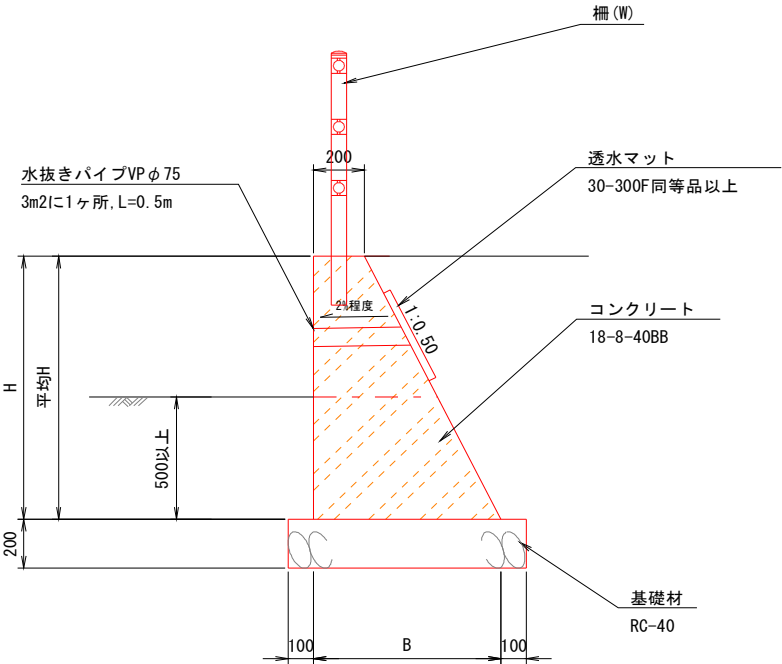 柵(W)
200
水抜きパイプVPφ75
3m2に1ヶ所,L=0.5m
透水マット
30-300F同等品以上
2%程度
1:0.50
コンクリート
18-8-40BB
H
平均H
500以上
200
基礎材
RC-40
100
B
100